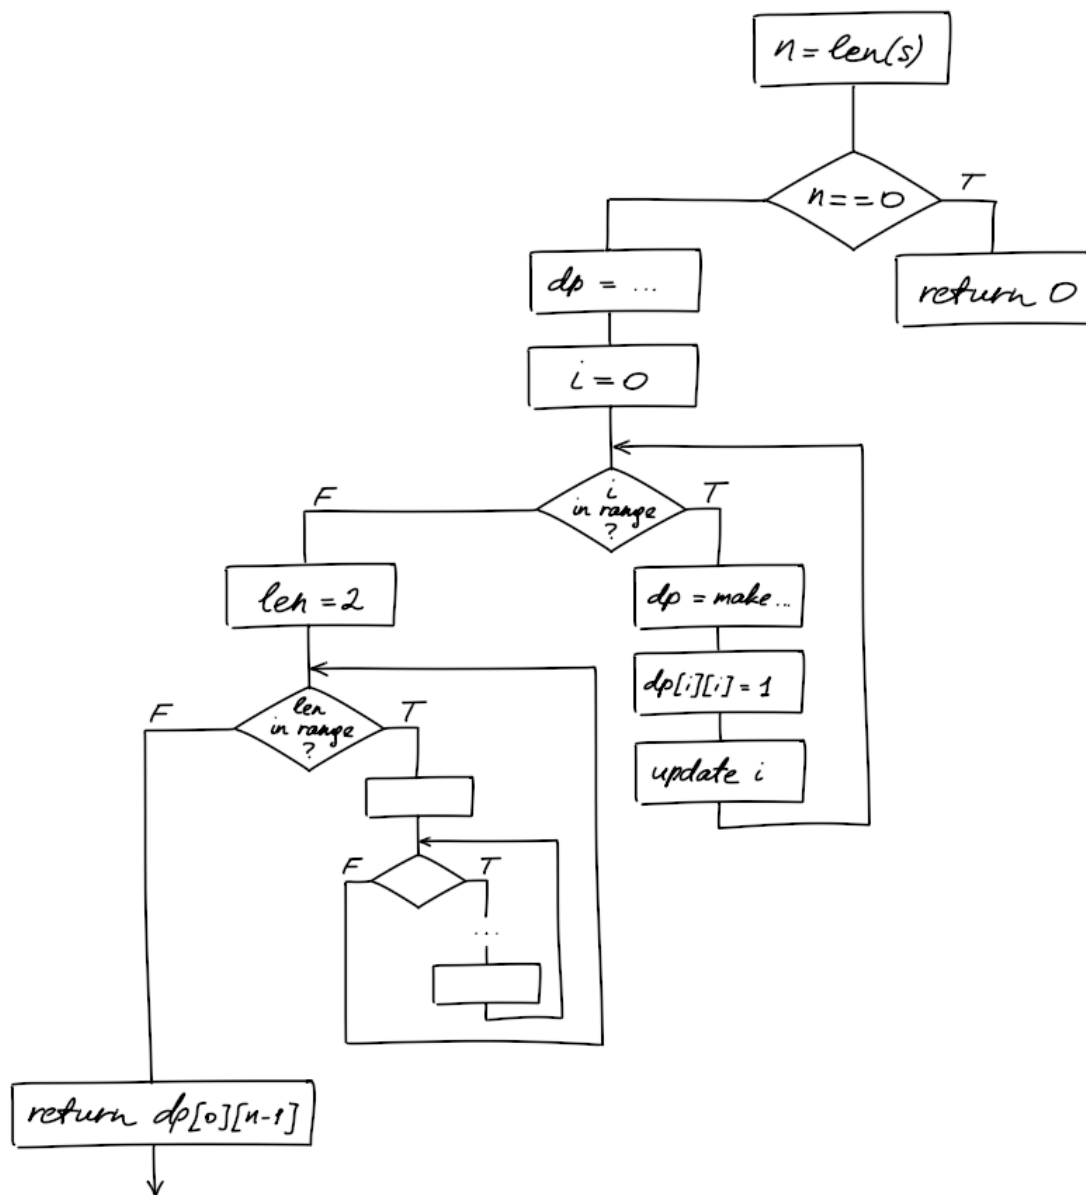 n=len(s)
n==0
T
dp = ...
return 0
i=0
F
i
in range
?
T
len=2
dp = make...
dp[i][i]=1
update i
F
len
in range
?
T
F
T
...
return dp[0][n-1]